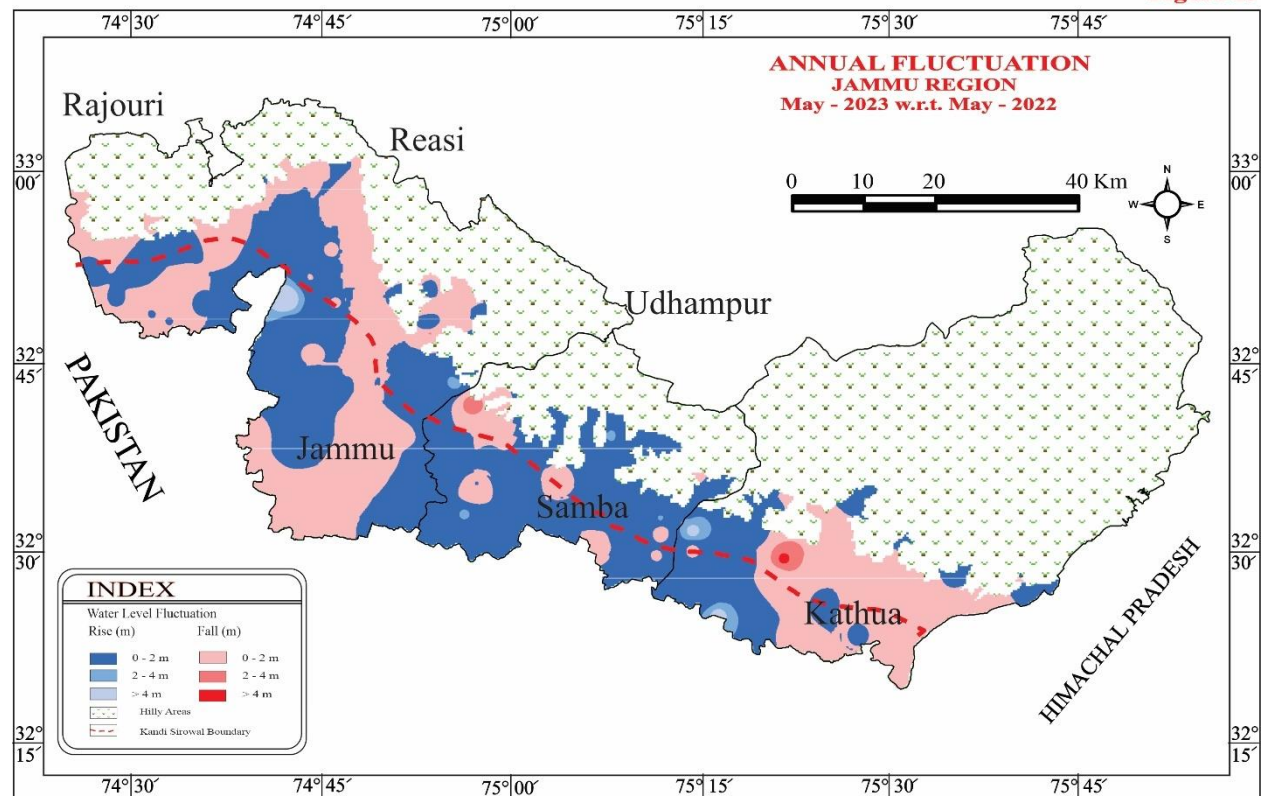 74°30′ 74°45′ 75°00′ 75°15′ 75°30′ 75°45′
ANNUAL FLUCTUATION
JAMMU REGION
May - 2023 w.r.t. May - 2022
Rajouri
Reasi
33°
00′
33°
00′
0 10 20 40 Km
N
W E
S
Udhampur
32°
45′
32°
45′
PAKISTAN
Jammu
Samba
32°
30′
32°
30′
Kathua
HIMACHAL PRADESH
INDEX
Water Level Fluctuation
Rise (m) Fall (m)
0 - 2 m 0 - 2 m
2 - 4 m 2 - 4 m
> 4 m > 4 m
Hilly Areas
Kandi Sirowal Boundary
32°
15′
32°
15′
74°30′ 74°45′ 75°00′ 75°15′ 75°30′ 75°45′